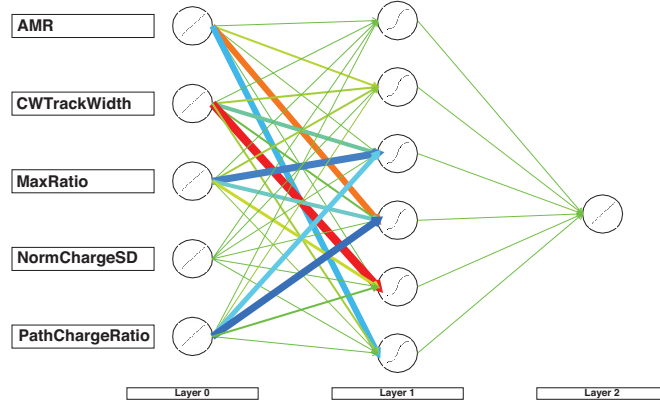 AMR
CWTrackWidth
MaxRatio
NormChargeSD
PathChargeRatio
Layer 0
Layer 1
Layer 2